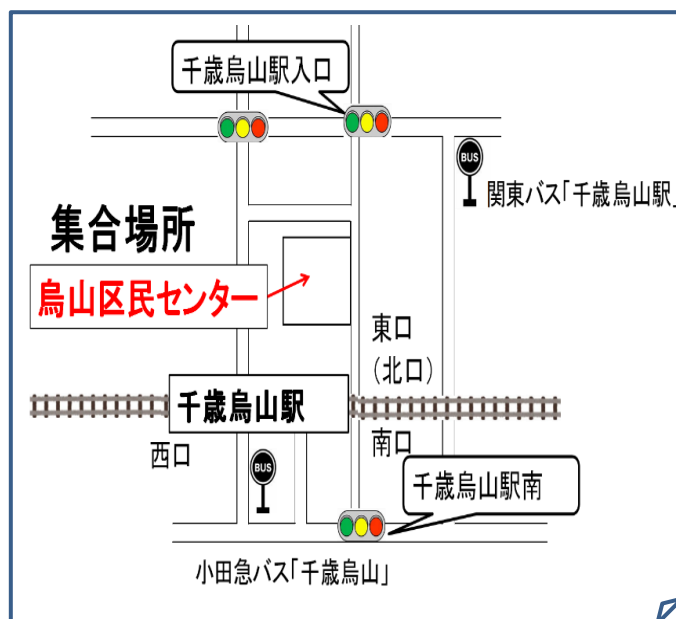 千歳烏山駅入口
BUS
関東バス「千歳烏山駅」
集合場所
烏山区民センター
東口
（北口）
千歳烏山駅
西口
南口
BUS
千歳烏山駅南
小田急バス「千歳烏山」